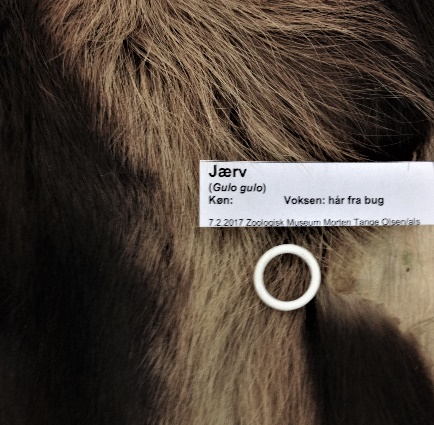 Jærv
(Gulo gulo)
Køn: Voksen: hår fra bug
7.2.2017 Zoologisk Museum Morten Tange Olsen/als